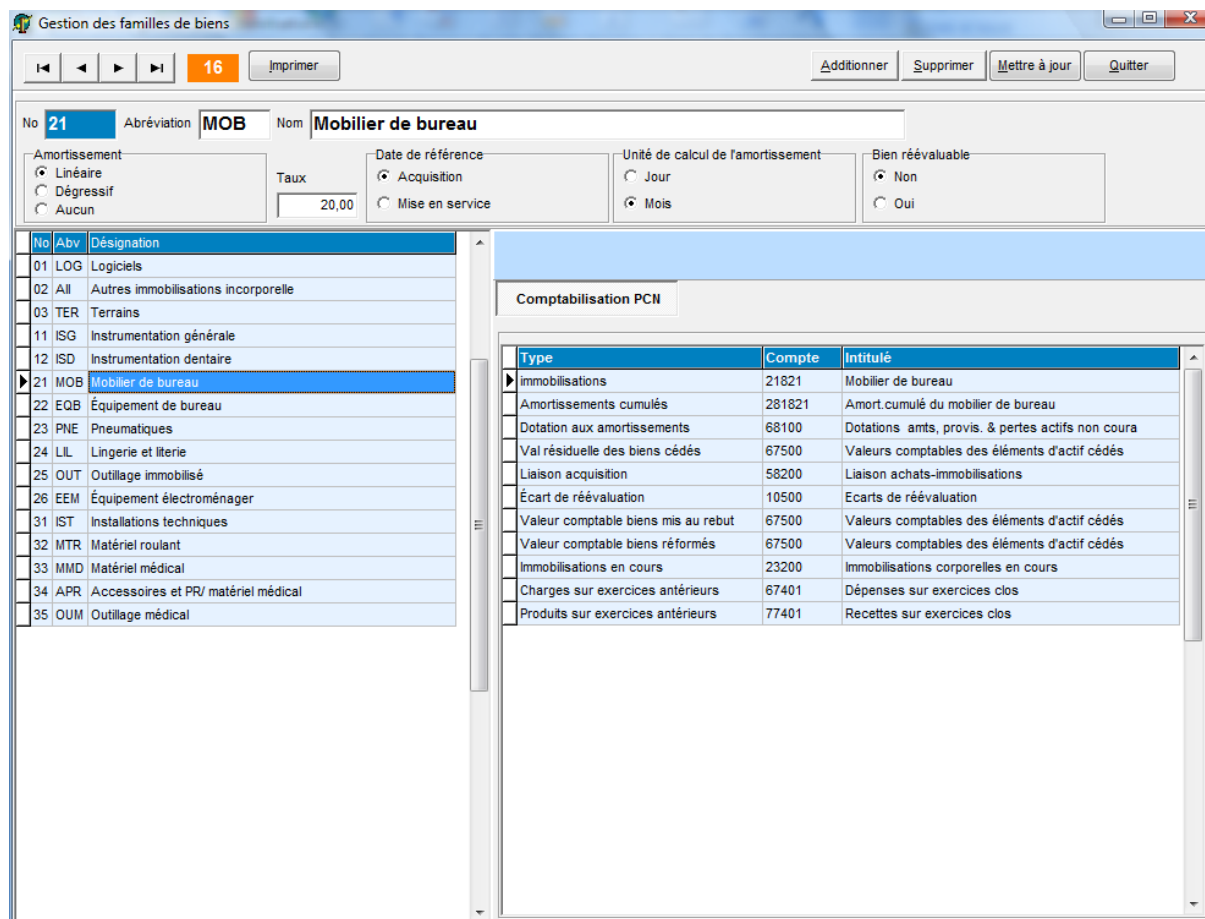 Gestion des familles de biens
16 Imprimer Additionner Supprimer Mettre à jour Quitter
No 21 Abréviation MOB Nom Mobilier de bureau
Amortissement Date de référence Unité de calcul de l'amortissement Bien réévaluable
Linéaire Taux Acquisition Jour Non
Dégressif
Aucun 20,00 Mise en service Mois Oui
No Abv Désignation
01 LOG Logiciels
02 AII Autres immobilisations incorporelle
03 TER Terrains
11 ISG Instrumentation générale
12 ISD Instrumentation dentaire
21 MOB Mobilier de bureau
22 EQB Équipement de bureau
23 PNE Pneumatiques
24 LIL Lingerie et literie
25 OUT Outillage immobilisé
26 EEM Équipement électroménager
31 IST Installations techniques
32 MTR Matériel roulant
33 MMD Matériel médical
34 APR Accessoires et PR/ matériel médical
35 OUM Outillage médical
Comptabilisation PCN
Type Compte Intitulé
immobilisations 21821 Mobilier de bureau
Amortissements cumulés 281821 Amort.cumulé du mobilier de bureau
Dotation aux amortissements 68100 Dotations amts, provis. & pertes actifs non coura
Val résiduelle des biens cédés 67500 Valeurs comptables des éléments d'actif cédés
Liaison acquisition 58200 Liaison achats-immobilisations
Écart de réévaluation 10500 Ecarts de réévaluation
Valeur comptable biens mis au rebut 67500 Valeurs comptables des éléments d'actif cédés
Valeur comptable biens réformés 67500 Valeurs comptables des éléments d'actif cédés
Immobilisations en cours 23200 Immobilisations corporelles en cours
Charges sur exercices antérieurs 67401 Dépenses sur exercices clos
Produits sur exercices antérieurs 77401 Recettes sur exercices clos